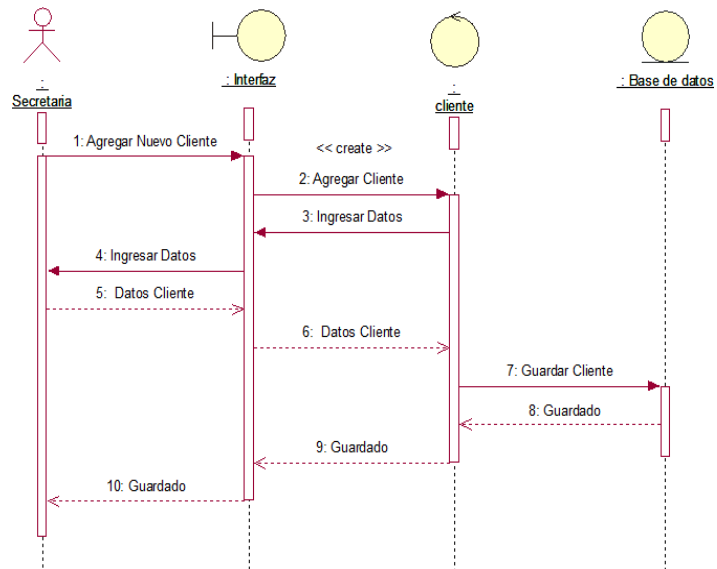 :
Secretaria
: Interfaz
:
cliente
: Base de datos
1: Agregar Nuevo Cliente
<< create >>
2: Agregar Cliente
3: Ingresar Datos
4: Ingresar Datos
5: Datos Cliente
6: Datos Cliente
7: Guardar Cliente
8: Guardado
9: Guardado
10: Guardado